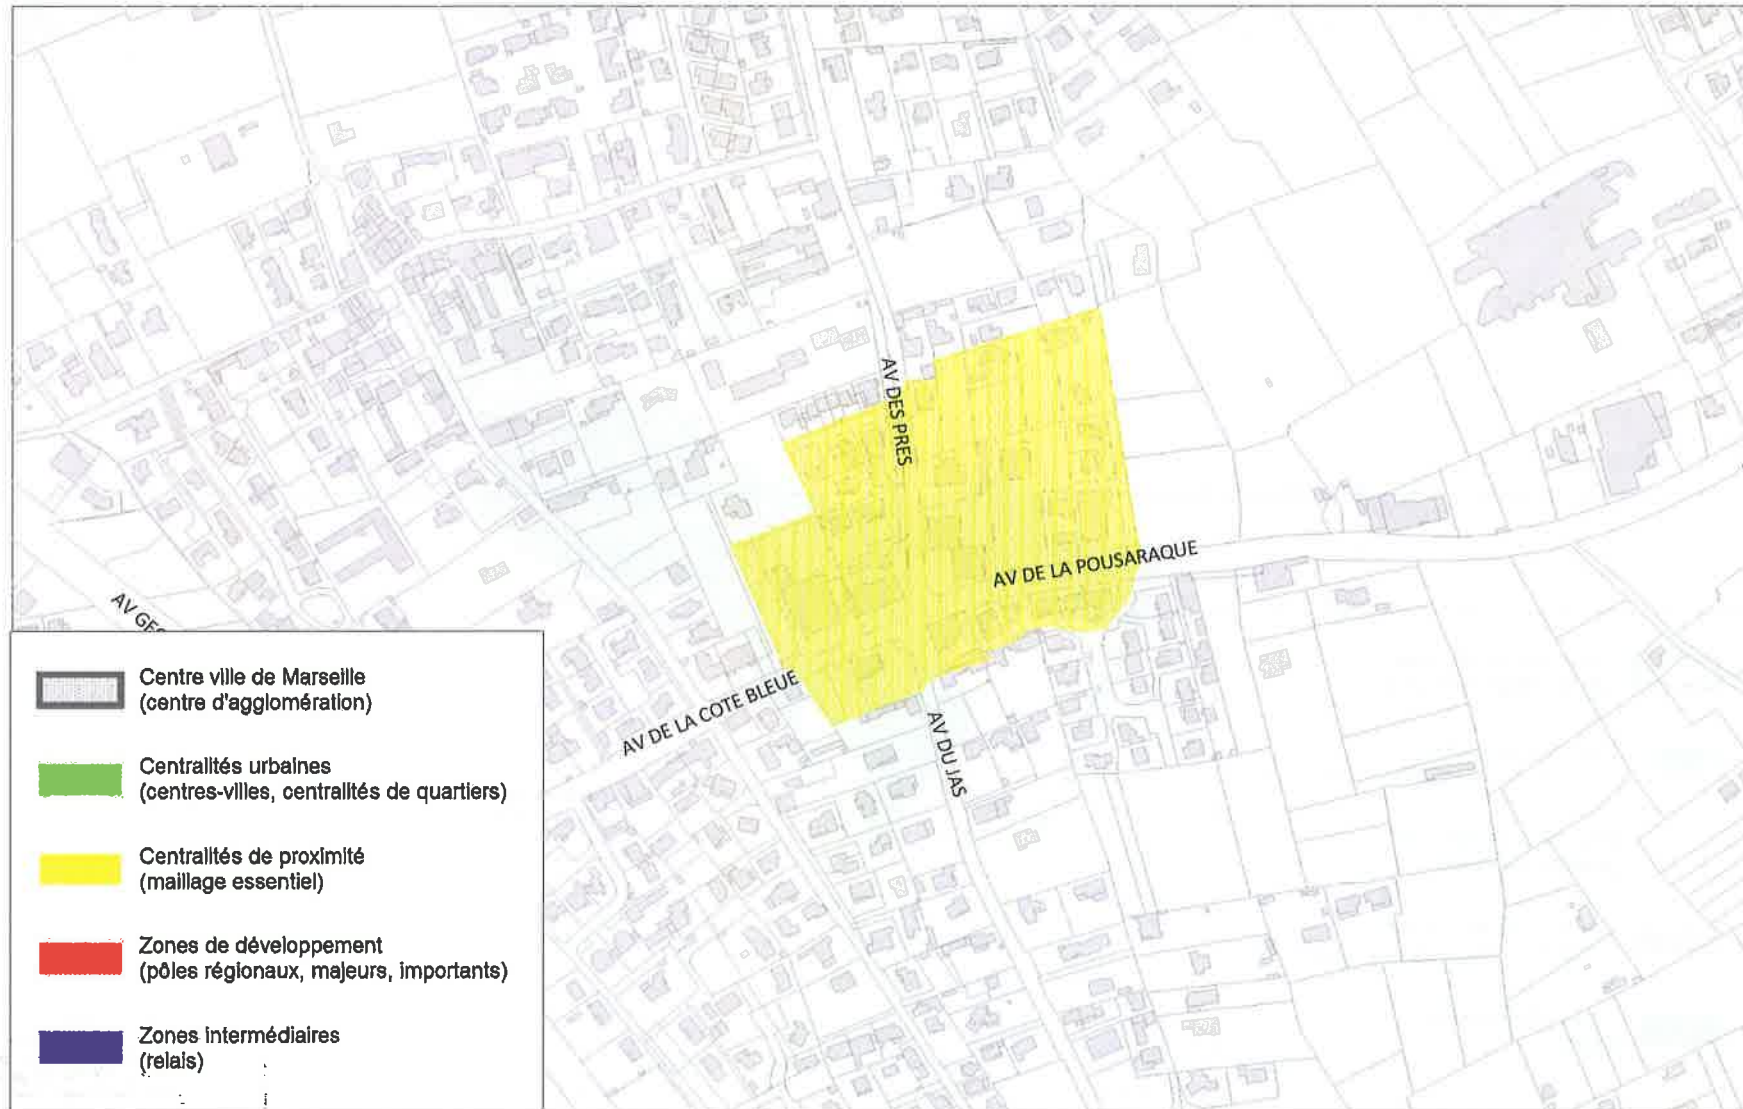 AV DES PRES
AV DE LA POUSARAQUE
AV DE LA COTE BLEUE
AV DU JAS
Centre ville de Marseille
(centre d'agglomération)
Centralités urbaines
(centres-villes, centralités de quartiers)
Centralités de proximité
(maillage essentiel)
Zones de développement
(pôles régionaux, majeurs, importants)
Zones intermédiaires
(relais)